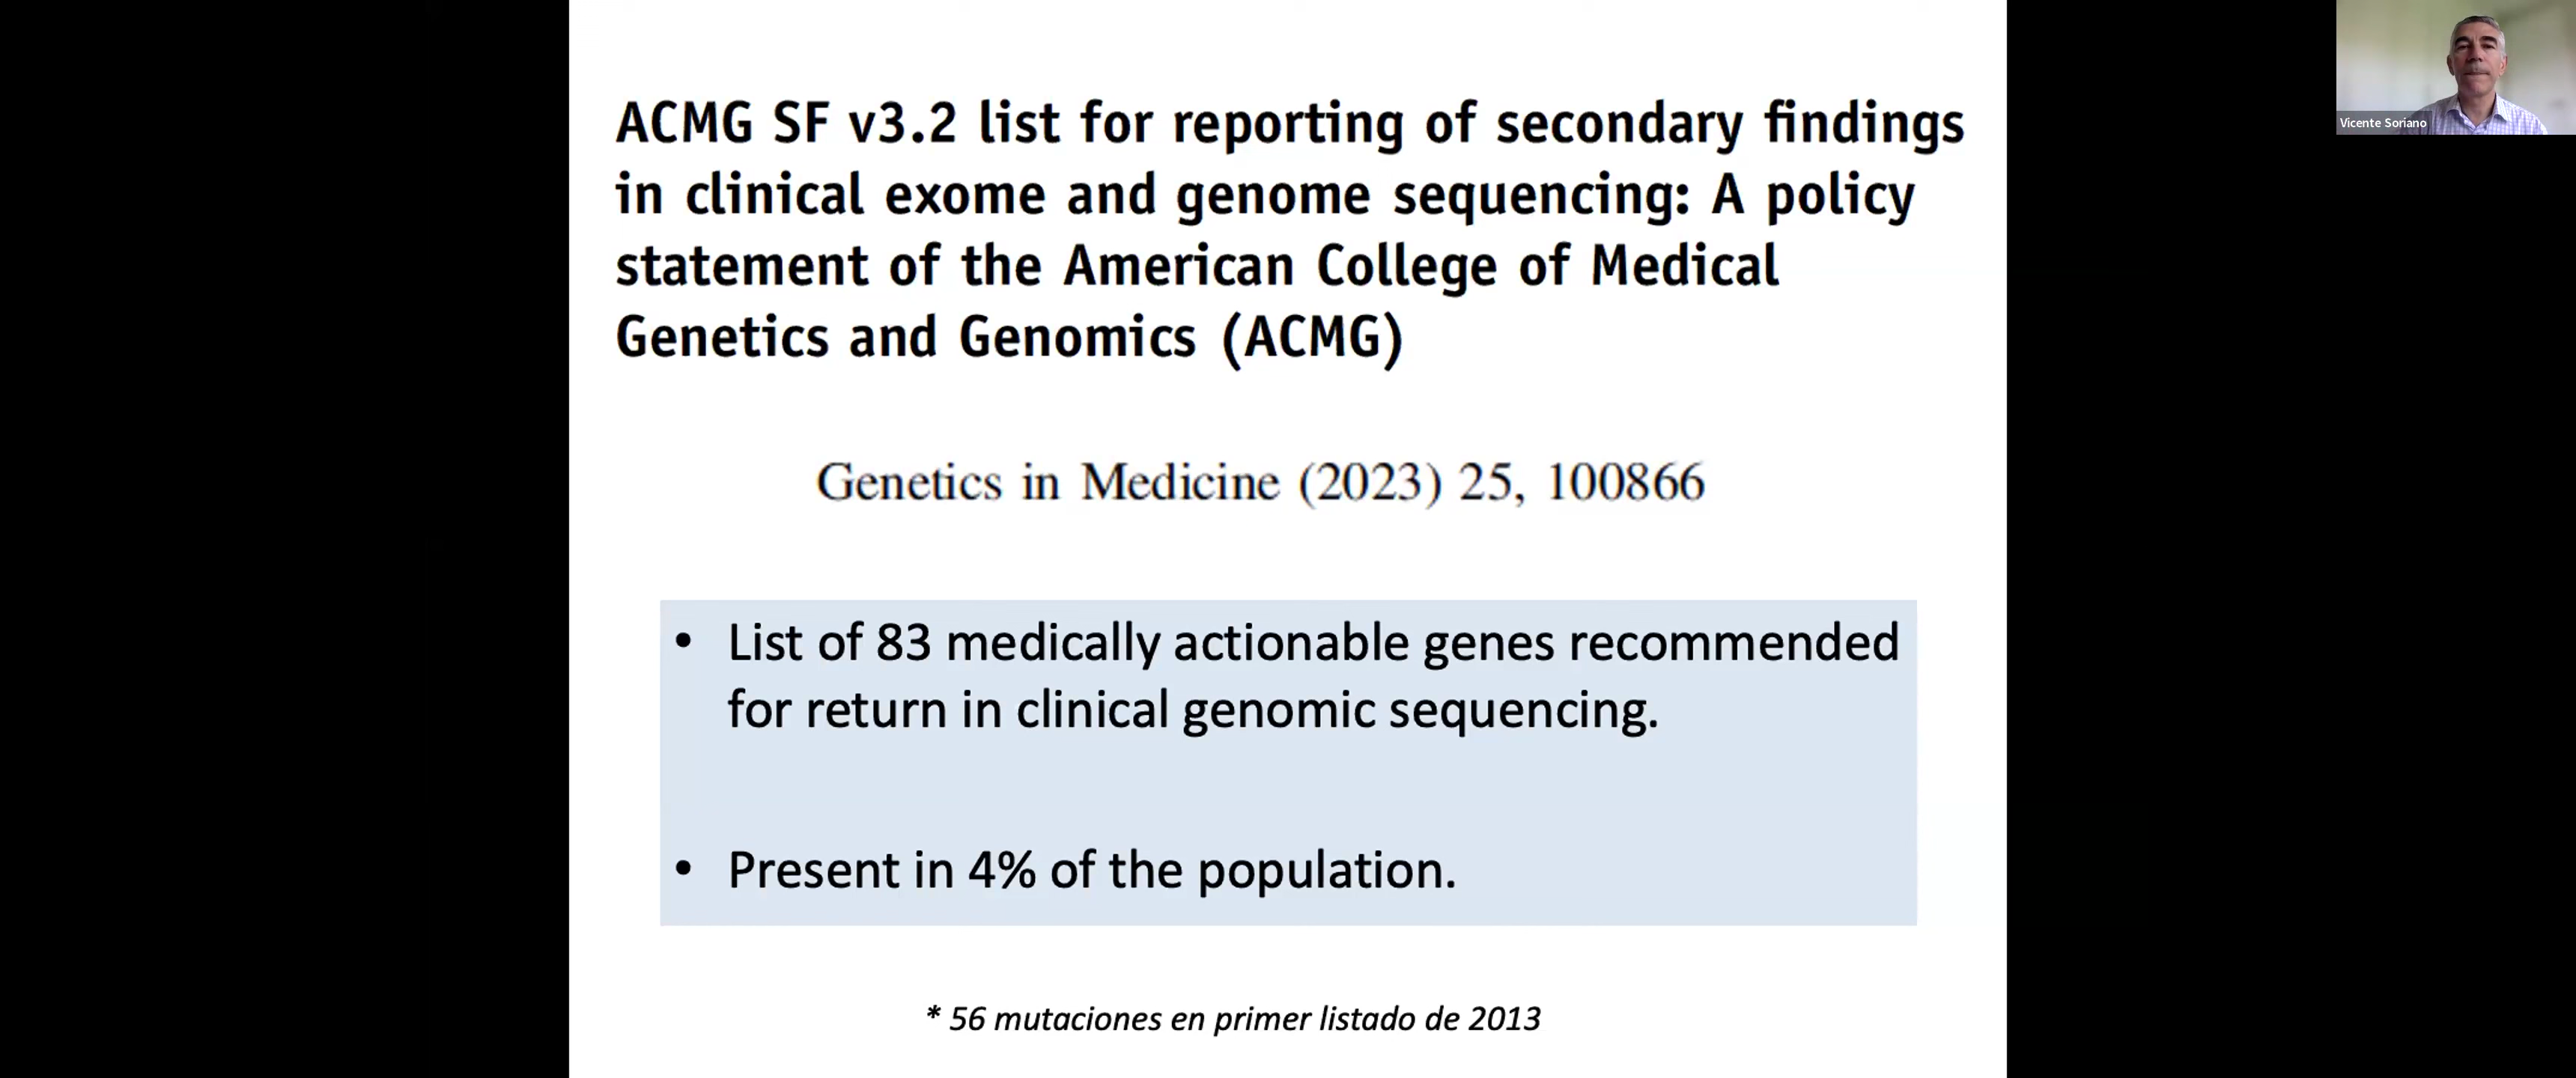 ACMG SF v3.2 list for reporting of secondary findings
in clinical exome and genome sequencing: A policy
statement of the American College of Medical
Genetics and Genomics (ACMG)
Genetics in Medicine (2023) 25, 100866
• List of 83 medically actionable genes recommended
for return in clinical genomic sequencing.
• Present in 4% of the population.
* 56 mutaciones en primer listado de 2013
Vicente Soriano